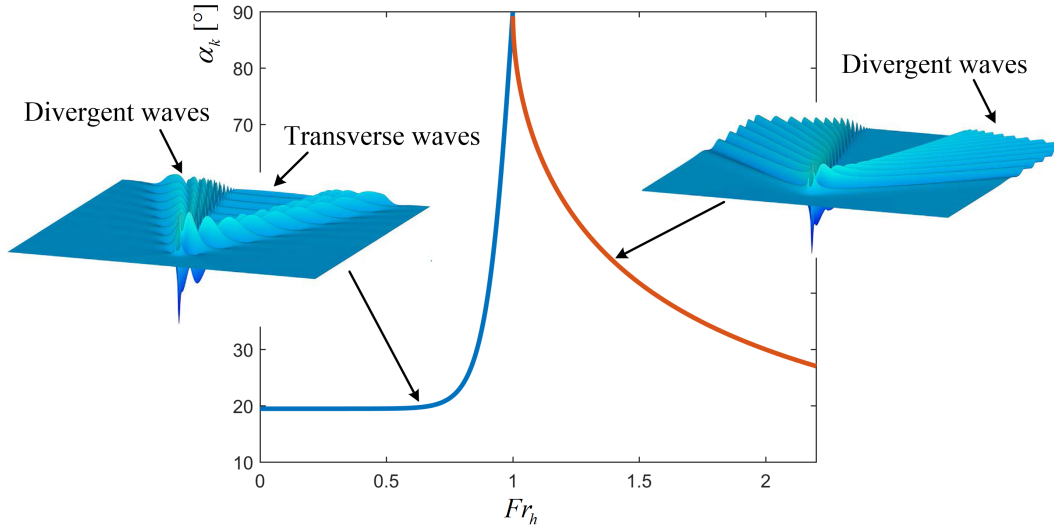 90
α_k [°]
80
Divergent waves
Divergent waves
70
Transverse waves
30
20
10
0
0.5
1
1.5
2
Fr_h